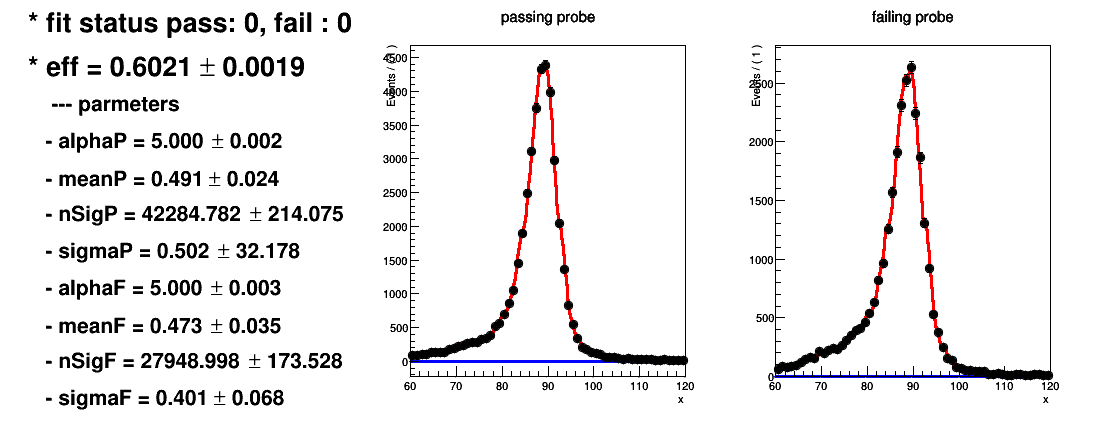 * fit status pass: 0, fail : 0
* eff = 0.6021 ± 0.0019
--- parmeters
- alphaP = 5.000 ± 0.002
- meanP = 0.491 ± 0.024
- nSigP = 42284.782 ± 214.075
- sigmaP = 0.502 ± 32.178
- alphaF = 5.000 ± 0.003
- meanF = 0.473 ± 0.035
- nSigF = 27948.998 ± 173.528
- sigmaF = 0.401 ± 0.068
passing probe
Events / ( 1 )
4500
4000
3500
3000
2500
2000
1500
1000
500
0
60 70 80 90 100 110 120
x
failing probe
Events / ( 1 )
2500
2000
1500
1000
500
0
60 70 80 90 100 110 120
x